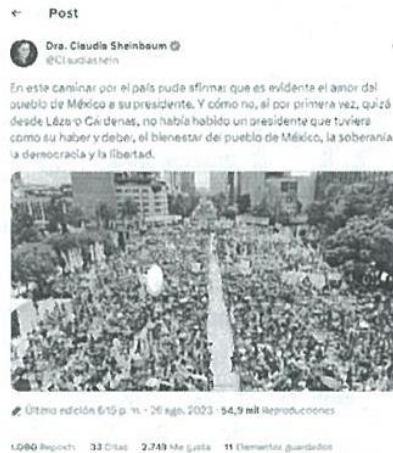 ← Post
Dra. Claudia Sheinbaum
@Claudiashein
En este caminar por el país pude afirmar que es evidente el amor del
pueblo de México a su presidente. Y cómo no, si por primera vez, quizá
desde Lázaro Cárdenas, no había habido un presidente que tuviera
como su haber y deber, el bienestar del pueblo de México, la soberanía
la democracia y la libertad.
Última edición 6:15 p. m. · 26 ago. 2023 · 54,9 mil Reproducciones
1.080 Reposts 33 Citas 2.749 Me gusta 11 Elementos guardados